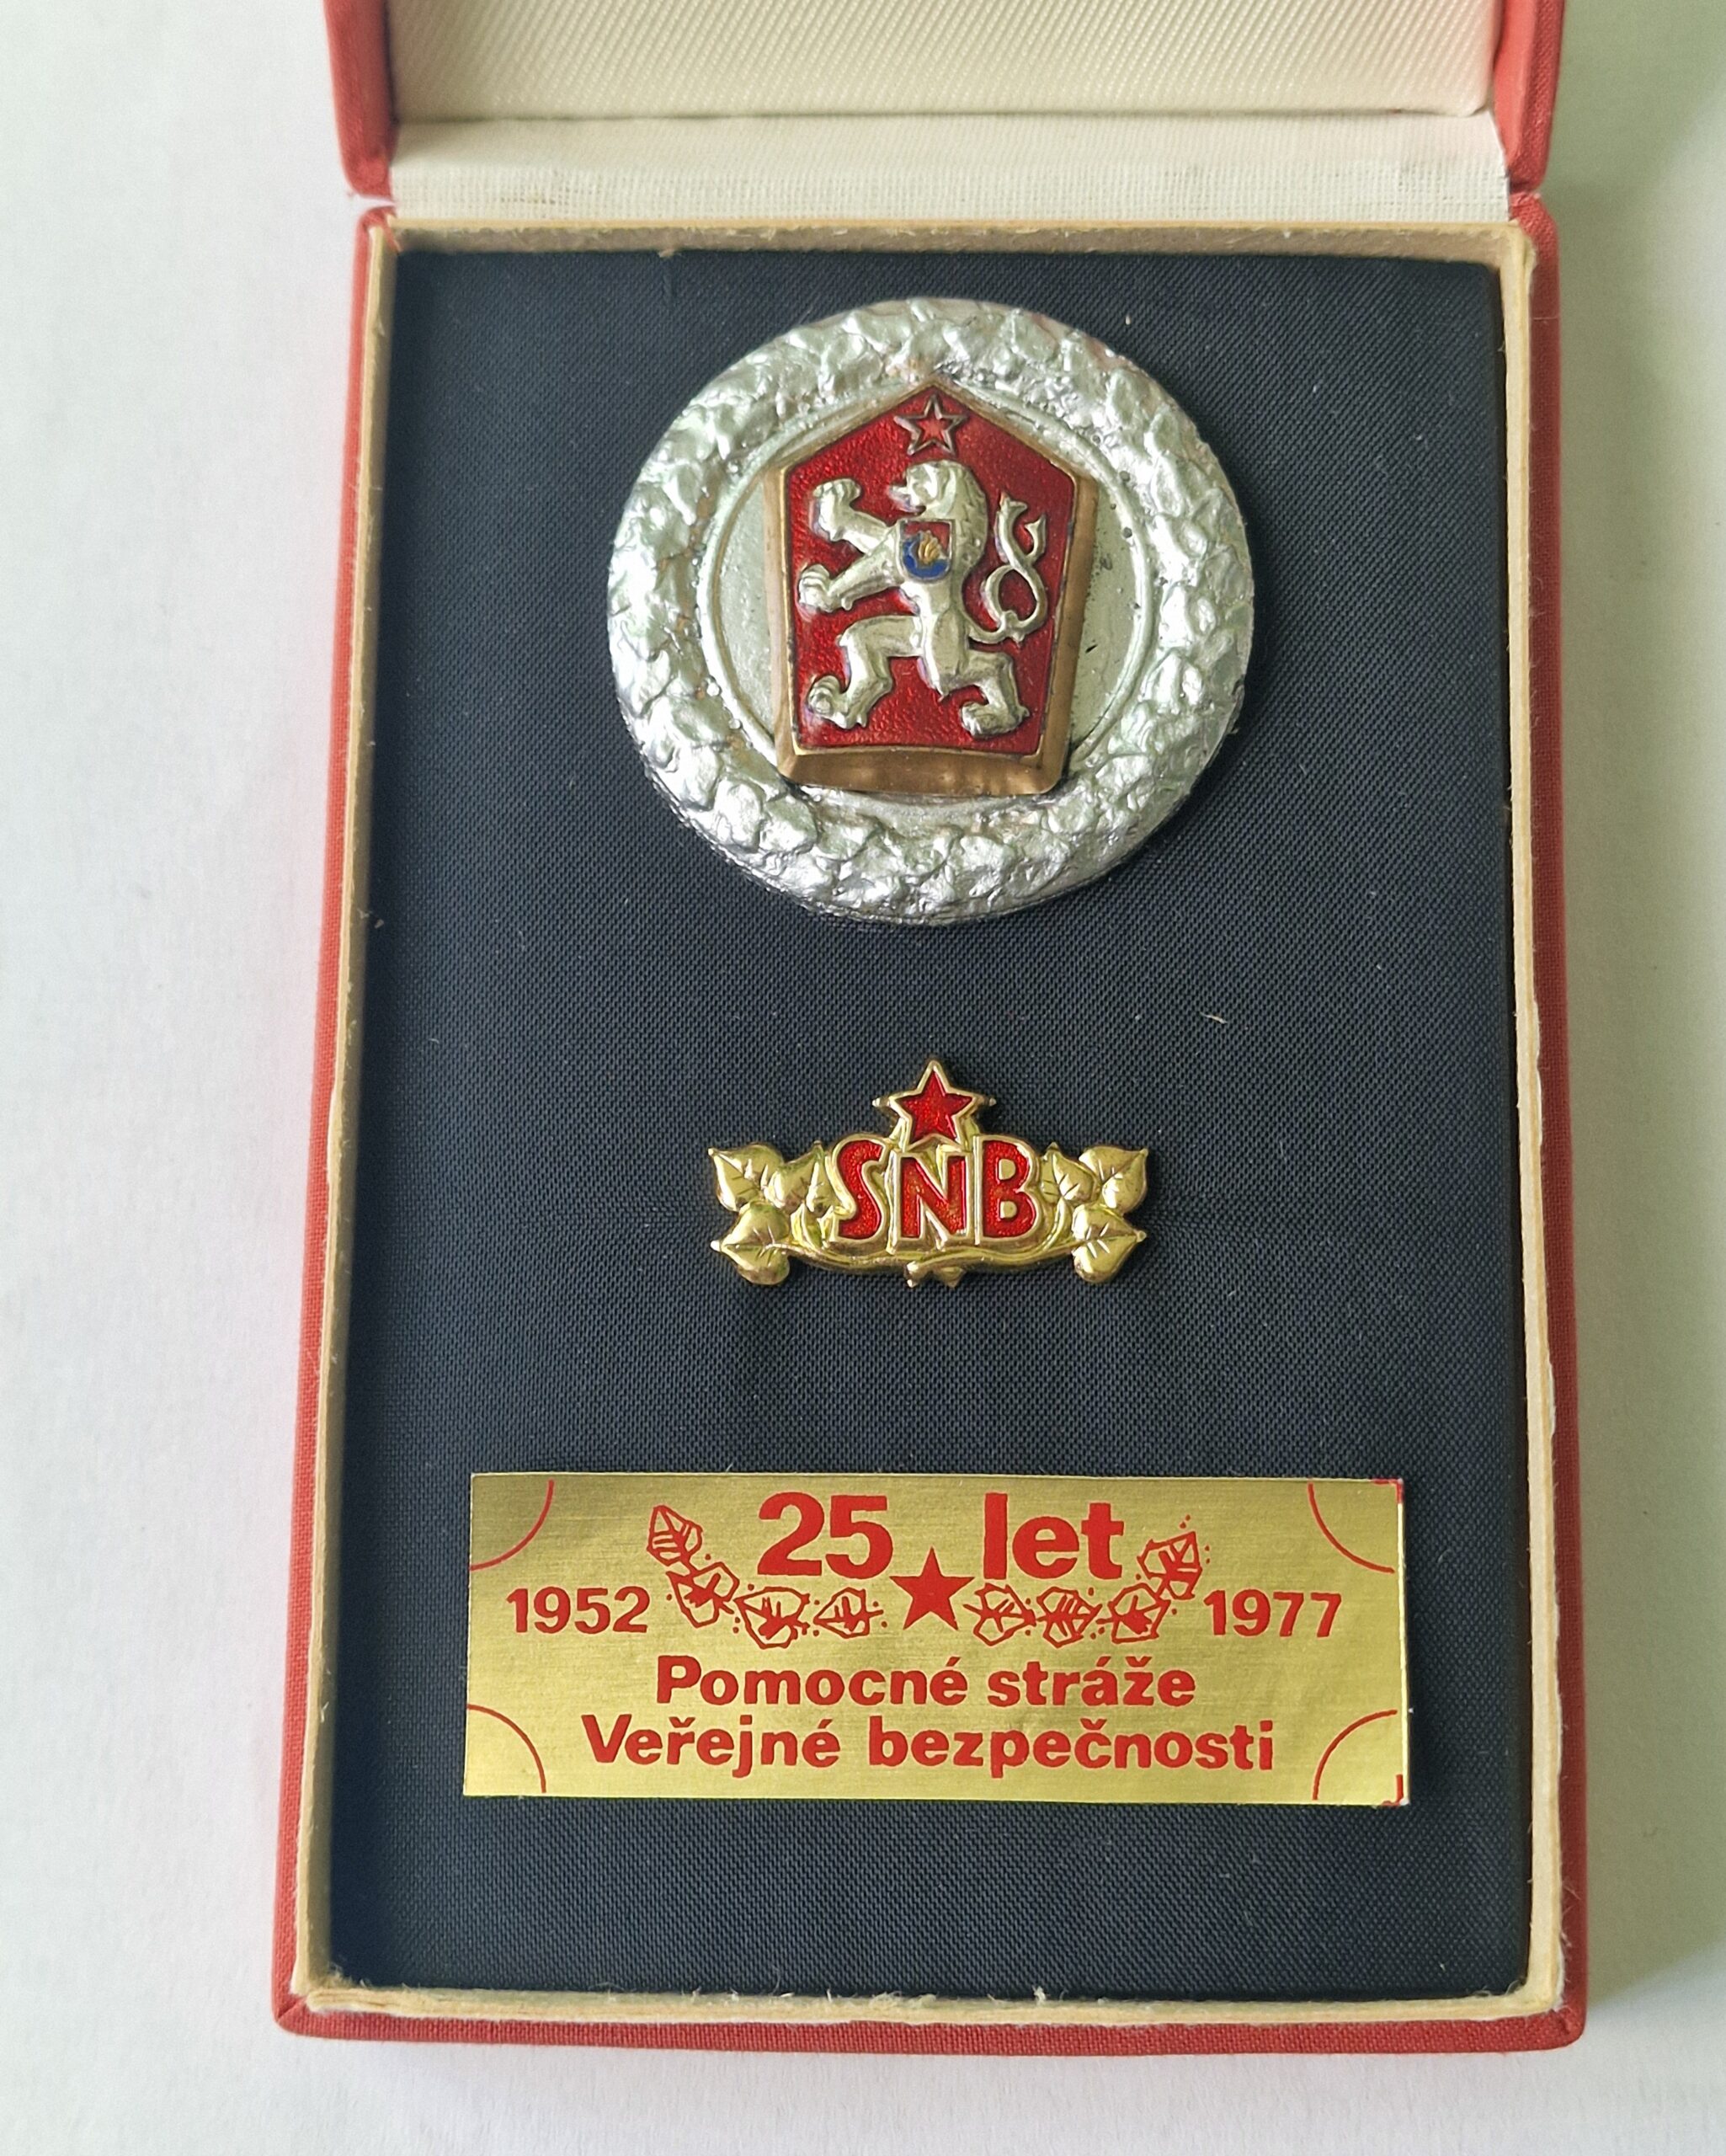 SNB
25 let
1952 1977
Pomocné stráže
Veřejné bezpečnosti